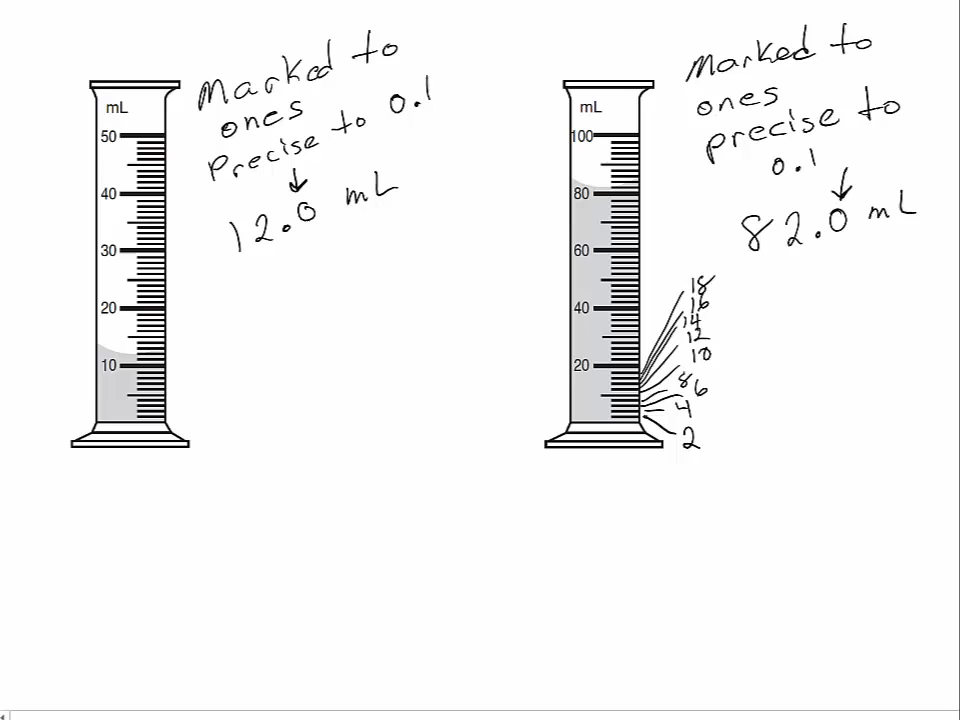 Marked to
ones
Precise to 0.1
12.0 mL
mL
50
40
30
20
10
Marked to
ones
precise to
0.1
82.0 mL
mL
100
80
60
40
20
18
16
14
12
10
8
6
4
2